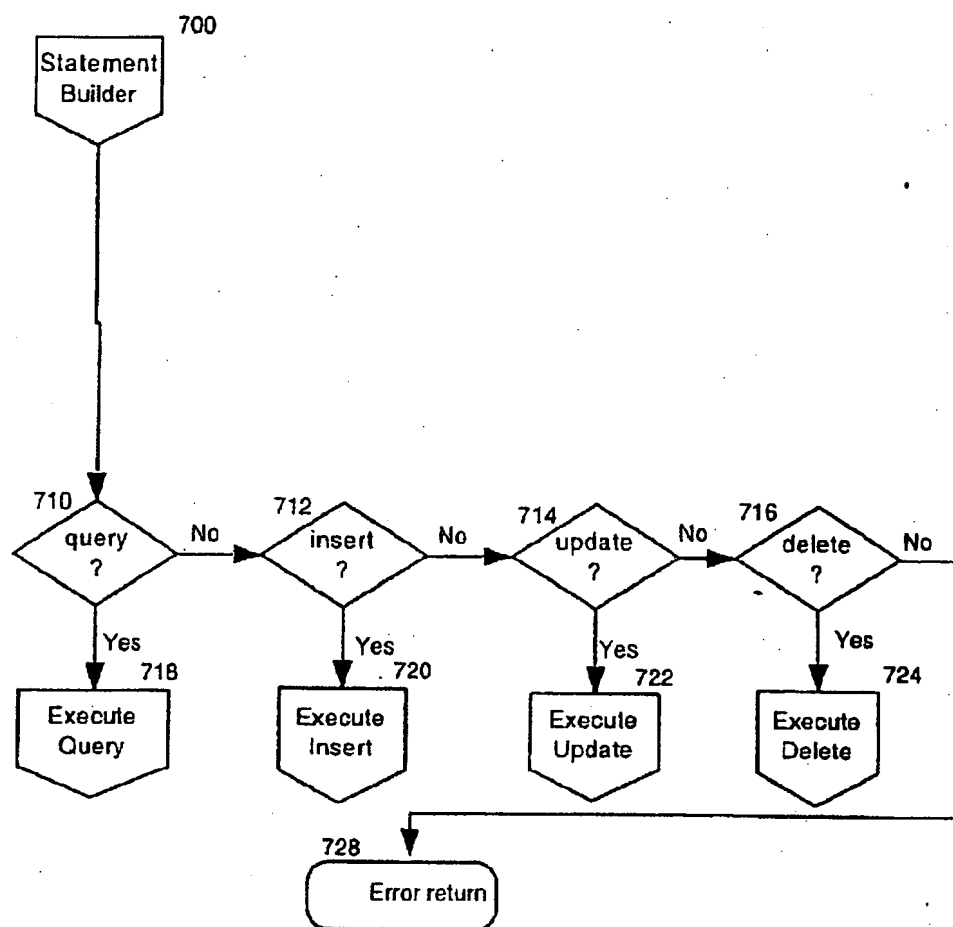 700
Statement
Builder
710
query
?
No
712
insert
?
No
714
update
?
No
716
delete
?
No
Yes
718
Execute
Query
Yes
720
Execute
Insert
Yes
722
Execute
Update
Yes
724
Execute
Delete
728
Error return